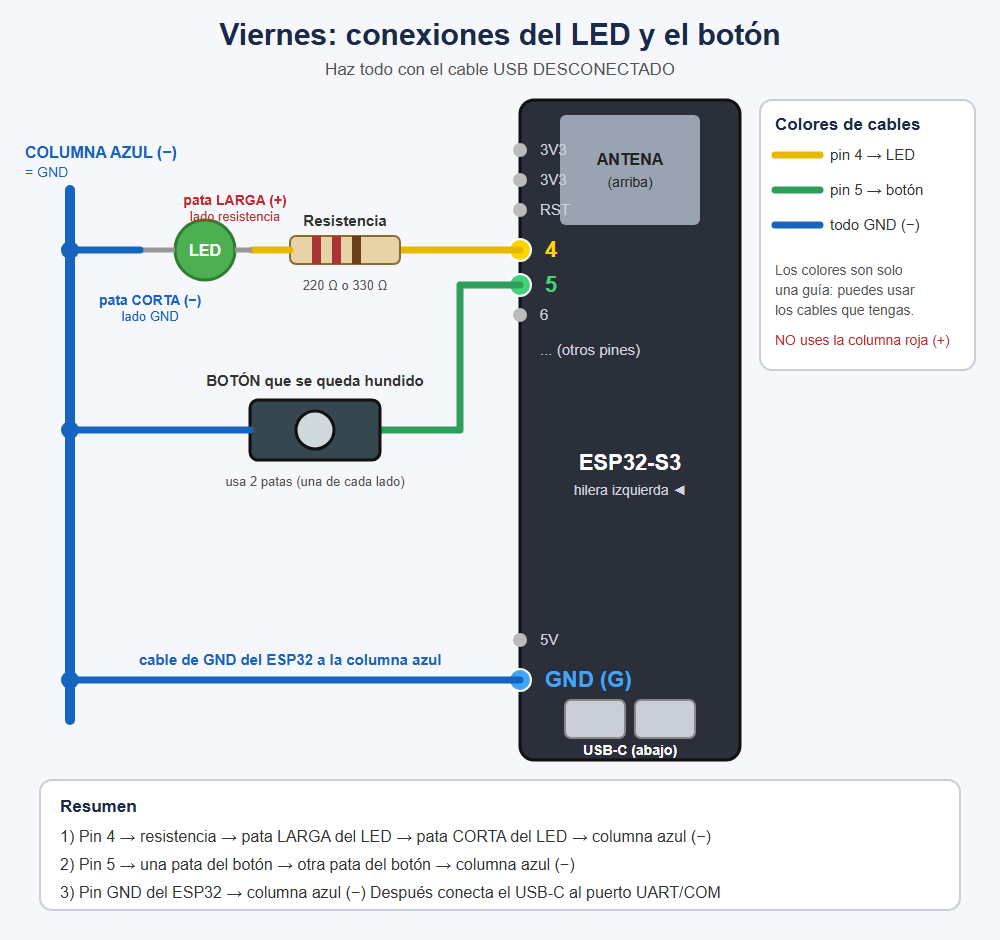 Viernes: conexiones del LED y el botón
Haz todo con el cable USB DESCONECTADO
COLUMNA AZUL (−)
= GND
pata LARGA (+)
lado resistencia
LED
pata CORTA (−)
lado GND
Resistencia
220 Ω o 330 Ω
BOTÓN que se queda hundido
usa 2 patas (una de cada lado)
cable de GND del ESP32 a la columna azul
3V3
3V3
RST
ANTENA
(arriba)
4
5
6
... (otros pines)
ESP32-S3
hilera izquierda ◄
5V
GND (G)
USB-C (abajo)
Colores de cables
pin 4 → LED
pin 5 → botón
todo GND (−)
Los colores son solo
una guía: puedes usar
los cables que tengas.
NO uses la columna roja (+)
Resumen
1) Pin 4 → resistencia → pata LARGA del LED → pata CORTA del LED → columna azul (−)
2) Pin 5 → una pata del botón → otra pata del botón → columna azul (−)
3) Pin GND del ESP32 → columna azul (−) Después conecta el USB-C al puerto UART/COM